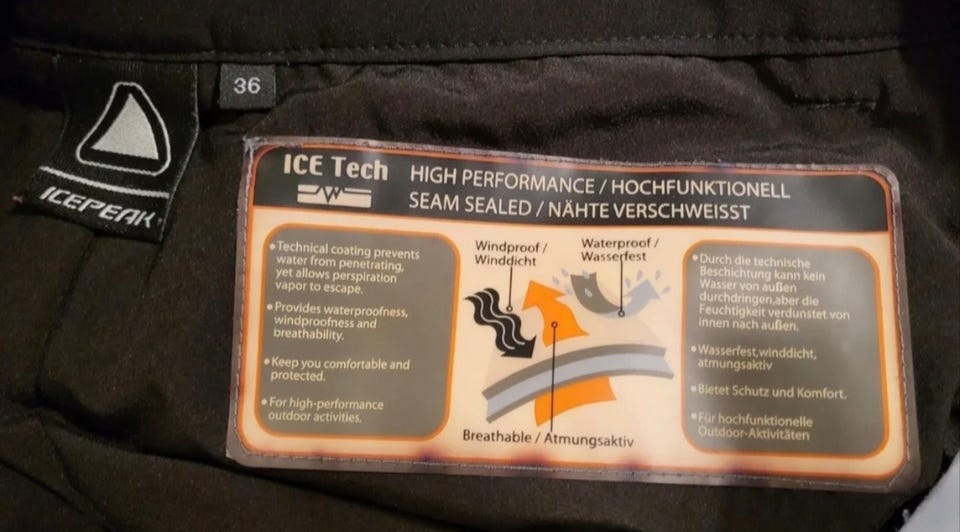 36
ICEPEAK
ICE Tech
HIGH PERFORMANCE / HOCHFUNKTIONELL
SEAM SEALED / NÄHTE VERSCHWEISST
• Technical coating prevents
water from penetrating,
yet allows perspiration
vapor to escape.
• Provides waterproofness,
windproofness and
breathability.
• Keep you comfortable and
protected.
• For high-performance
outdoor activities.
Windproof /
Winddicht
Waterproof /
Wasserfest
Breathable / Atmungsaktiv
• Durch die technische
Beschichtung kann kein
Wasser von außen
durchdringen,aber die
Feuchtigkeit verdunstet von
innen nach außen.
• Wasserfest,winddicht,
atmungsaktiv
• Bietet Schutz und Komfort.
• Für hochfunktionelle
Outdoor-Aktivitäten